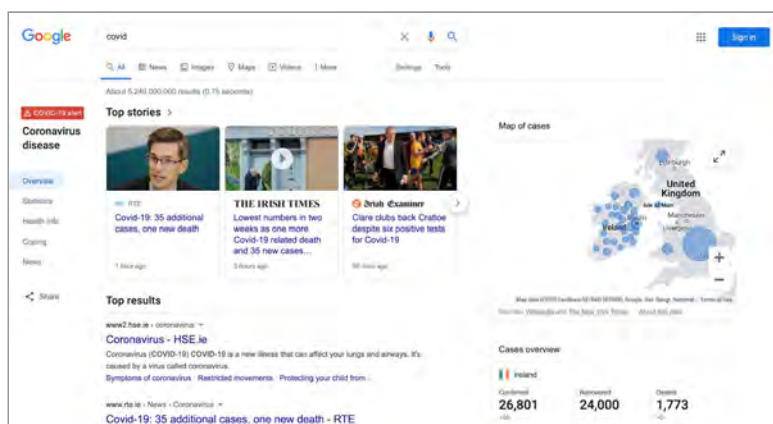 Google
covid
Sign in
All News Images Maps Videos More
Settings Tools
About 5,240,000,000 results (0.75 seconds)
COVID-19 alert
Coronavirus
disease
Overview
Statistics
Health info
Coping
News
Share
Top stories
RTE
Covid-19: 35 additional
cases, one new death
1 hour ago
THE IRISH TIMES
Lowest numbers in two
weeks as one more
Covid-19 related death
and 35 new cases...
3 hours ago
Irish Examiner
Clare clubs back Cratloe
despite six positive tests
for Covid-19
ago
Map of cases
Edinburgh
United
Kingdom
Isle of Man
Manchester
Liverpool
Ireland
Top results
www2.hse.ie › coronavirus
Coronavirus - HSE.ie
Coronavirus (COVID-19) COVID-19 is a new illness that can affect your lungs and airways. It's
caused by a virus called coronavirus.
Symptoms of coronavirus Restricted movements Protecting your child from...
www.rte.ie › News › Coronavirus
Covid-19: 35 additional cases, one new death - RTE
Cases overview
Ireland
Confirmed Recovered Deaths
26,801 24,000 1,773